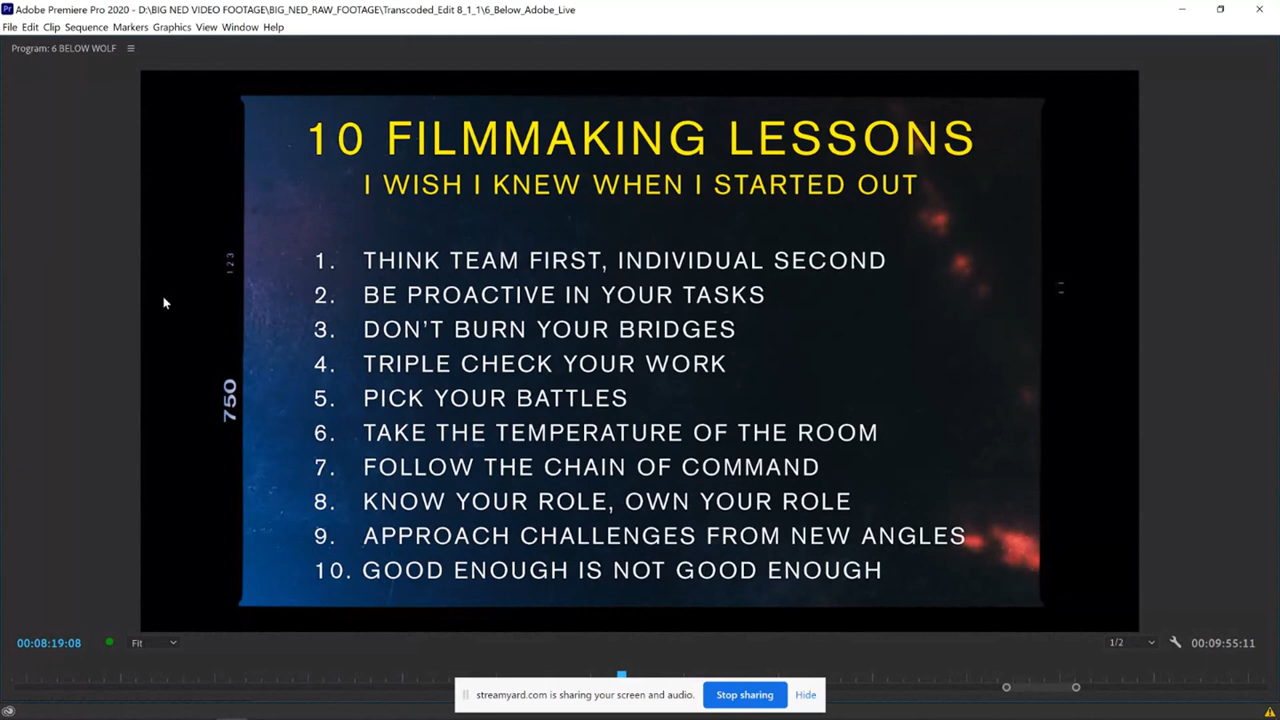 Adobe Premiere Pro 2020 - D:\BIG NED VIDEO FOOTAGE\BIG_NED_RAW_FOOTAGE\Transcoded_Edit 8_1_1\6_Below_Adobe_Live
File Edit Clip Sequence Markers Graphics View Window Help
Program: 6 BELOW WOLF
10 FILMMAKING LESSONS
I WISH I KNEW WHEN I STARTED OUT
1. THINK TEAM FIRST, INDIVIDUAL SECOND
2. BE PROACTIVE IN YOUR TASKS
3. DON'T BURN YOUR BRIDGES
4. TRIPLE CHECK YOUR WORK
5. PICK YOUR BATTLES
6. TAKE THE TEMPERATURE OF THE ROOM
7. FOLLOW THE CHAIN OF COMMAND
8. KNOW YOUR ROLE, OWN YOUR ROLE
9. APPROACH CHALLENGES FROM NEW ANGLES
10. GOOD ENOUGH IS NOT GOOD ENOUGH
123
750
00:08:19:08 Fit 1/2 00:09:55:11
streamyard.com is sharing your screen and audio. Stop sharing Hide